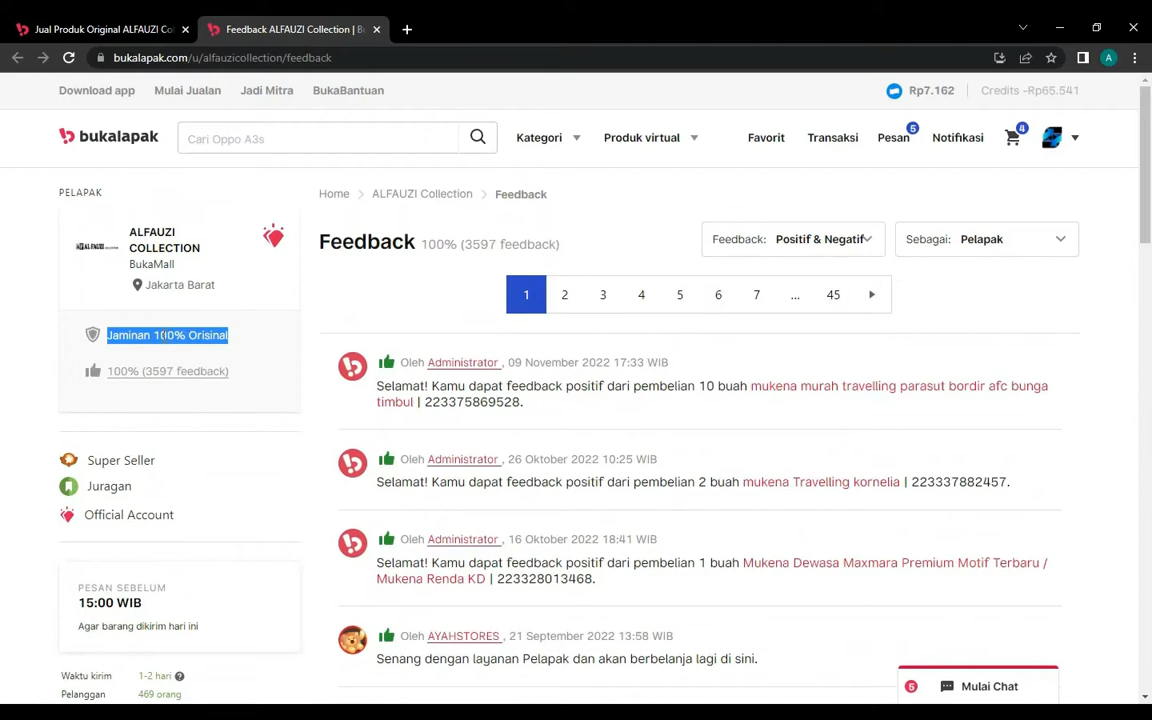 Jual Produk Original ALFAUZI Co
Feedback ALFAUZI Collection | B
bukalapak.com/u/alfauzicollection/feedback
A
Download app Mulai Jualan Jadi Mitra BukaBantuan Rp7.162 Credits -Rp65.541
bukalapak Cari Oppo A3s Kategori Produk virtual Favorit Transaksi Pesan 5 Notifikasi 4
PELAPAK
ALFAUZI
COLLECTION
BukaMall
Jakarta Barat
Jaminan 100% Orisinal
100% (3597 feedback)
Super Seller
Juragan
Official Account
PESAN SEBELUM
15:00 WIB
Agar barang dikirim hari ini
Waktu kirim 1-2 hari ?
Pelanggan 469 orang
Home ALFAUZI Collection Feedback
Feedback 100% (3597 feedback) Feedback: Positif & Negatif Sebagai: Pelapak
1 2 3 4 5 6 7 ... 45
Oleh Administrator , 09 November 2022 17:33 WIB
Selamat! Kamu dapat feedback positif dari pembelian 10 buah mukena murah travelling parasut bordir afc bunga
timbul | 223375869528.
Oleh Administrator , 26 Oktober 2022 10:25 WIB
Selamat! Kamu dapat feedback positif dari pembelian 2 buah mukena Travelling kornelia | 223337882457.
Oleh Administrator , 16 Oktober 2022 18:41 WIB
Selamat! Kamu dapat feedback positif dari pembelian 1 buah Mukena Dewasa Maxmara Premium Motif Terbaru /
Mukena Renda KD | 223328013468.
Oleh AYAHSTORES , 21 September 2022 13:58 WIB
Senang dengan layanan Pelapak dan akan berbelanja lagi di sini.
5 Mulai Chat